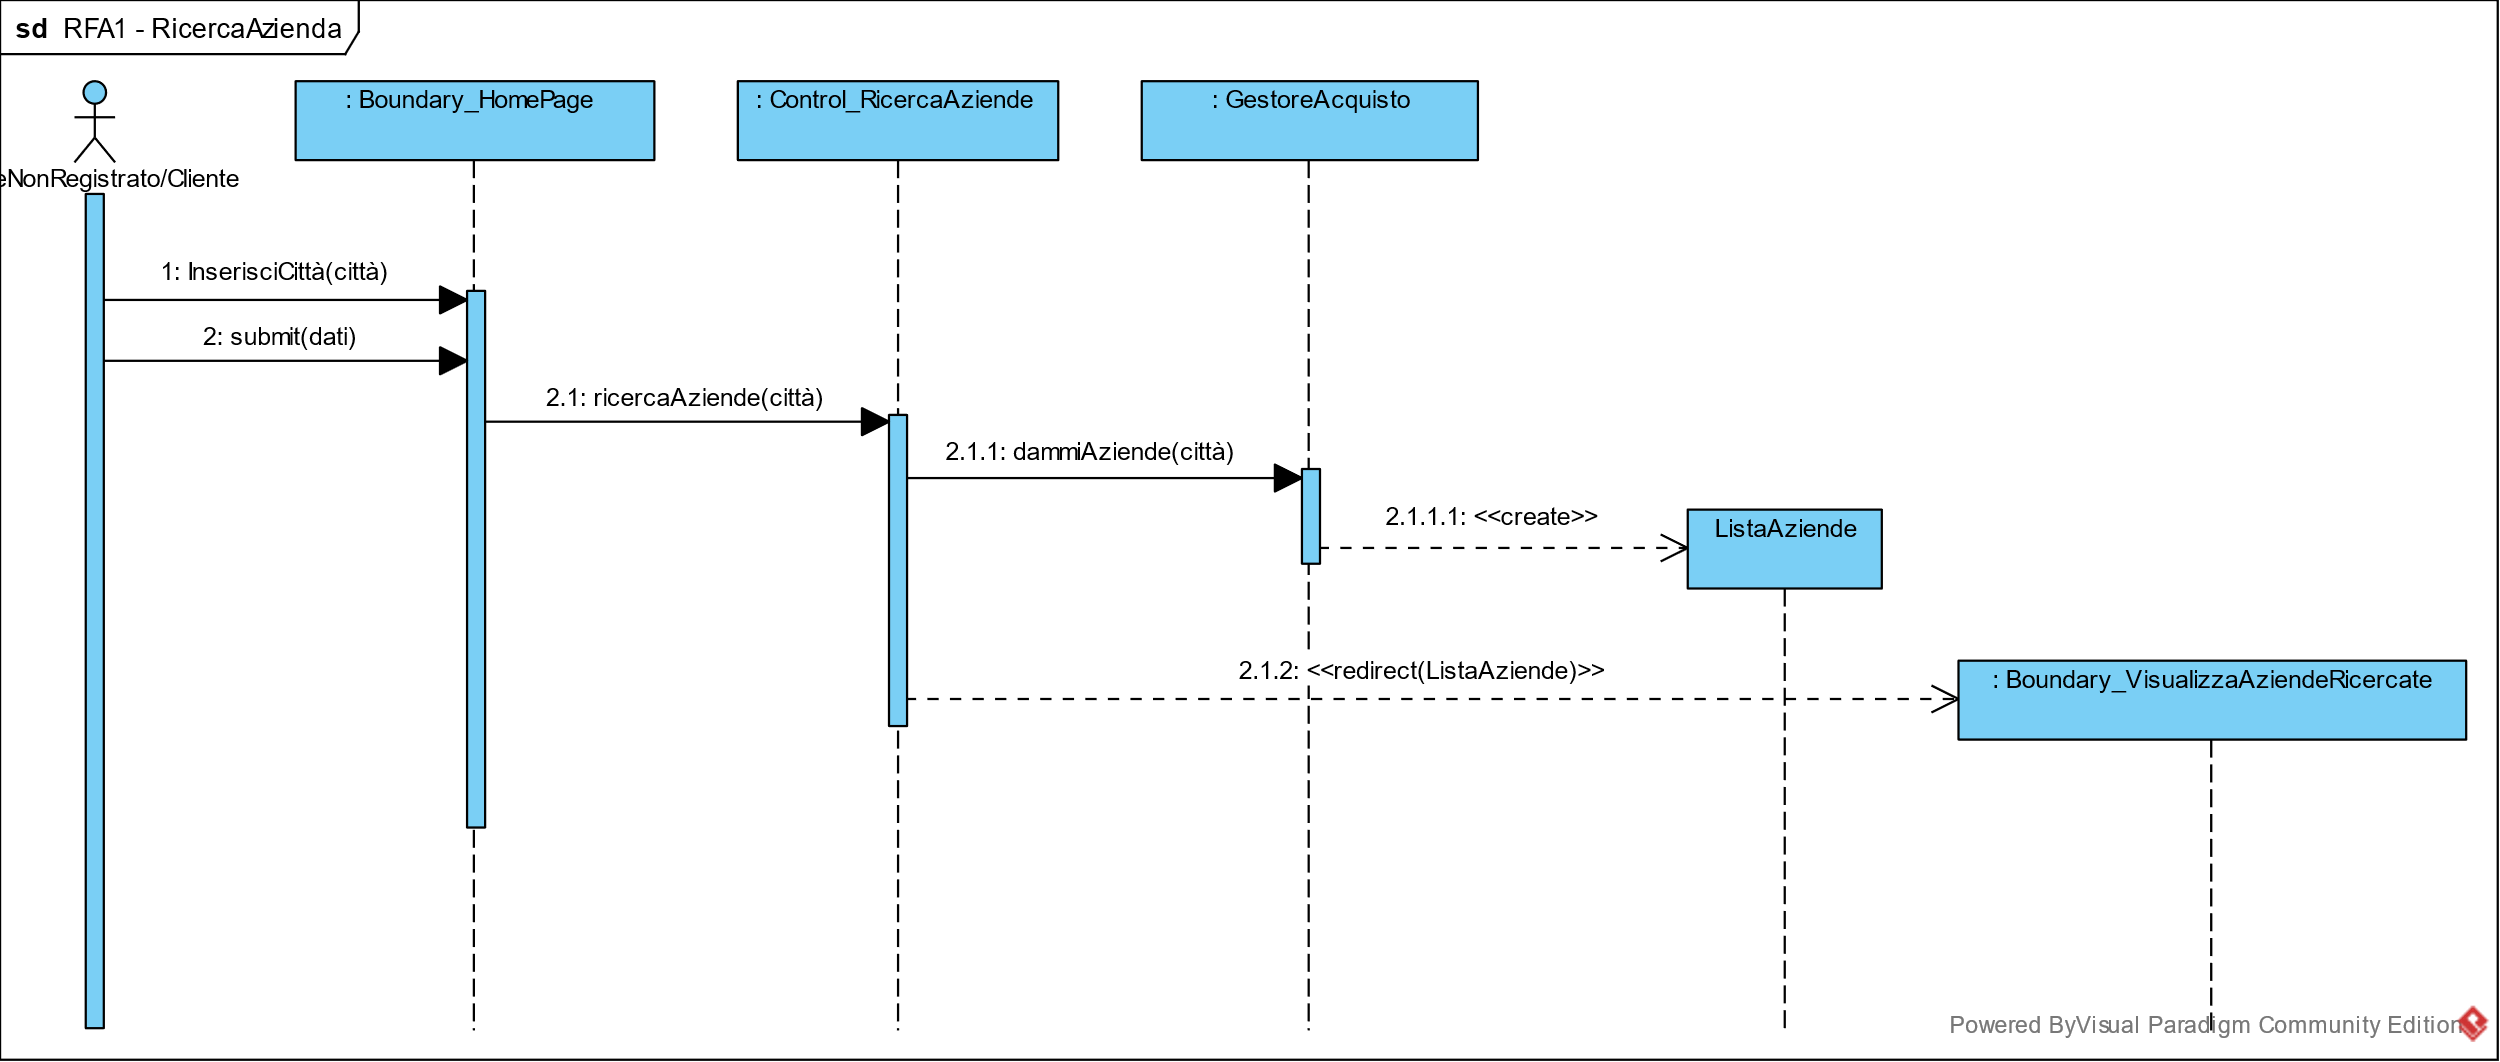 sd RFA1 - RicercaAzienda
: Boundary_HomePage
: Control_RicercaAziende
: GestoreAcquisto
eNonRegistrato/Cliente
1: InserisciCittà(città)
2: submit(dati)
2.1: ricercaAziende(città)
2.1.1: dammiAziende(città)
2.1.1.1: <<create>>
ListaAziende
2.1.2: <<redirect(ListaAziende)>>
: Boundary_VisualizzaAziendeRicercate
Powered ByVisual Paradigm Community Edition